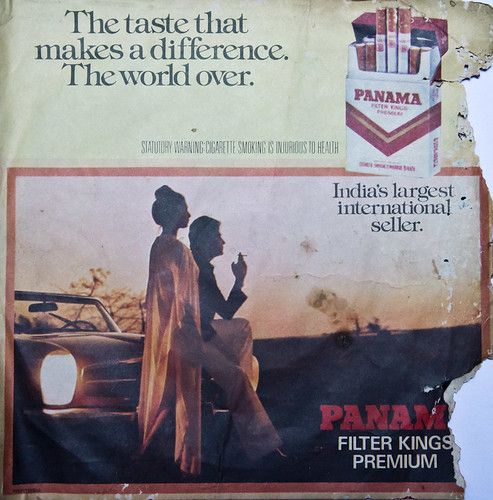 The taste that
makes a difference.
The world over.
PANAMA
FILTER KINGS
PREMIUM
STATUTORY WARNING-CIGARETTE SMOKING IS INJURIOUS TO HEALTH
India's largest
international
seller.
PANAM
FILTER KINGS
PREMIUM